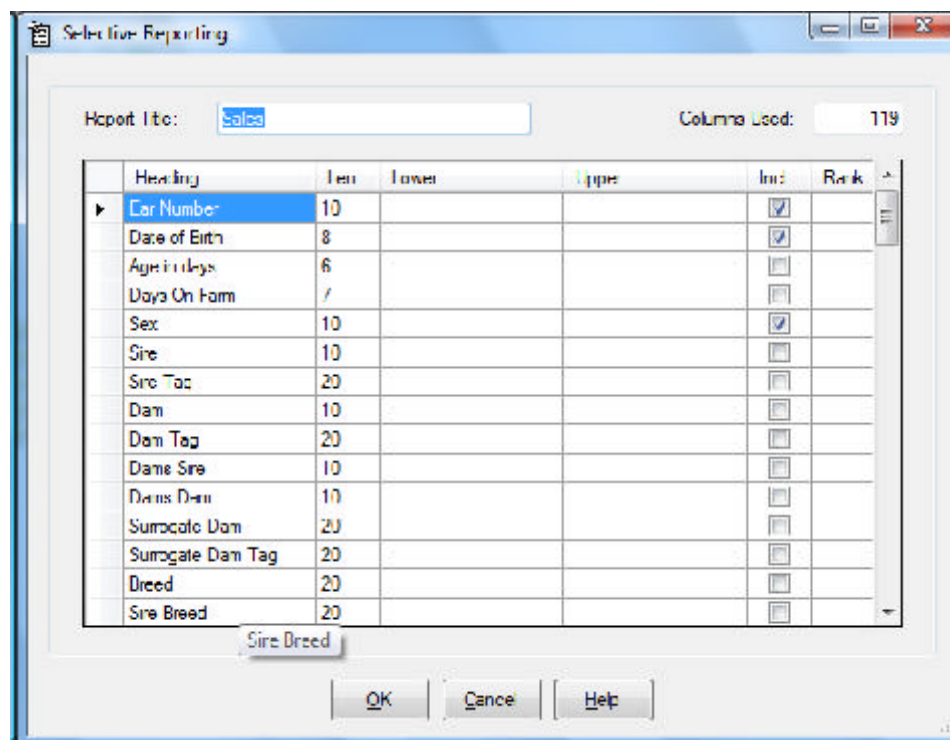 Selective Reporting
Report Title: Sales Columns Used: 119
Heading Len Lower Upper Incl Rank
Ear Number 10
Date of Birth 8
Age in days 6
Days On Farm 7
Sex 10
Sire 10
Sire Tag 20
Dam 10
Dam Tag 20
Dams Sire 10
Dams Dam 10
Surrogate Dam 20
Surrogate Dam Tag 20
Breed 20
Sire Breed 20
Sire Breed
OK Cancel Help